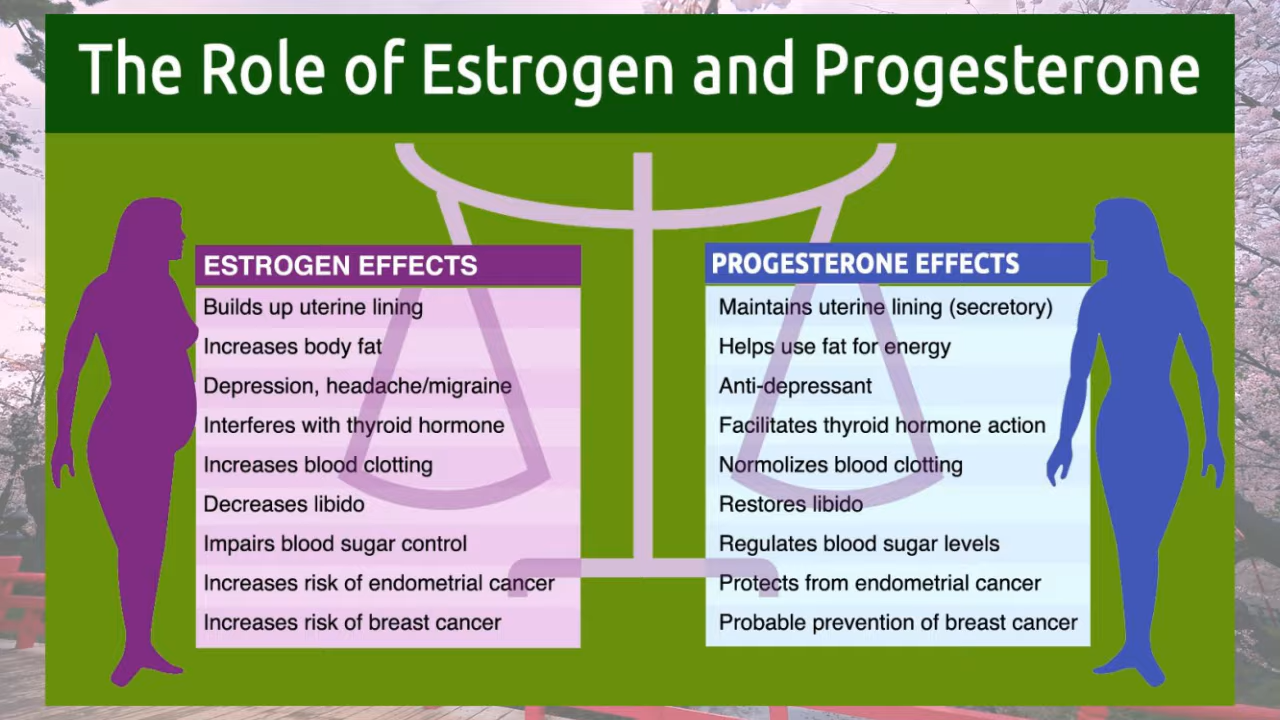 The Role of Estrogen and Progesterone
ESTROGEN EFFECTS
Builds up uterine lining
Increases body fat
Depression, headache/migraine
Interferes with thyroid hormone
Increases blood clotting
Decreases libido
Impairs blood sugar control
Increases risk of endometrial cancer
Increases risk of breast cancer
PROGESTERONE EFFECTS
Maintains uterine lining (secretory)
Helps use fat for energy
Anti-depressant
Facilitates thyroid hormone action
Normolizes blood clotting
Restores libido
Regulates blood sugar levels
Protects from endometrial cancer
Probable prevention of breast cancer